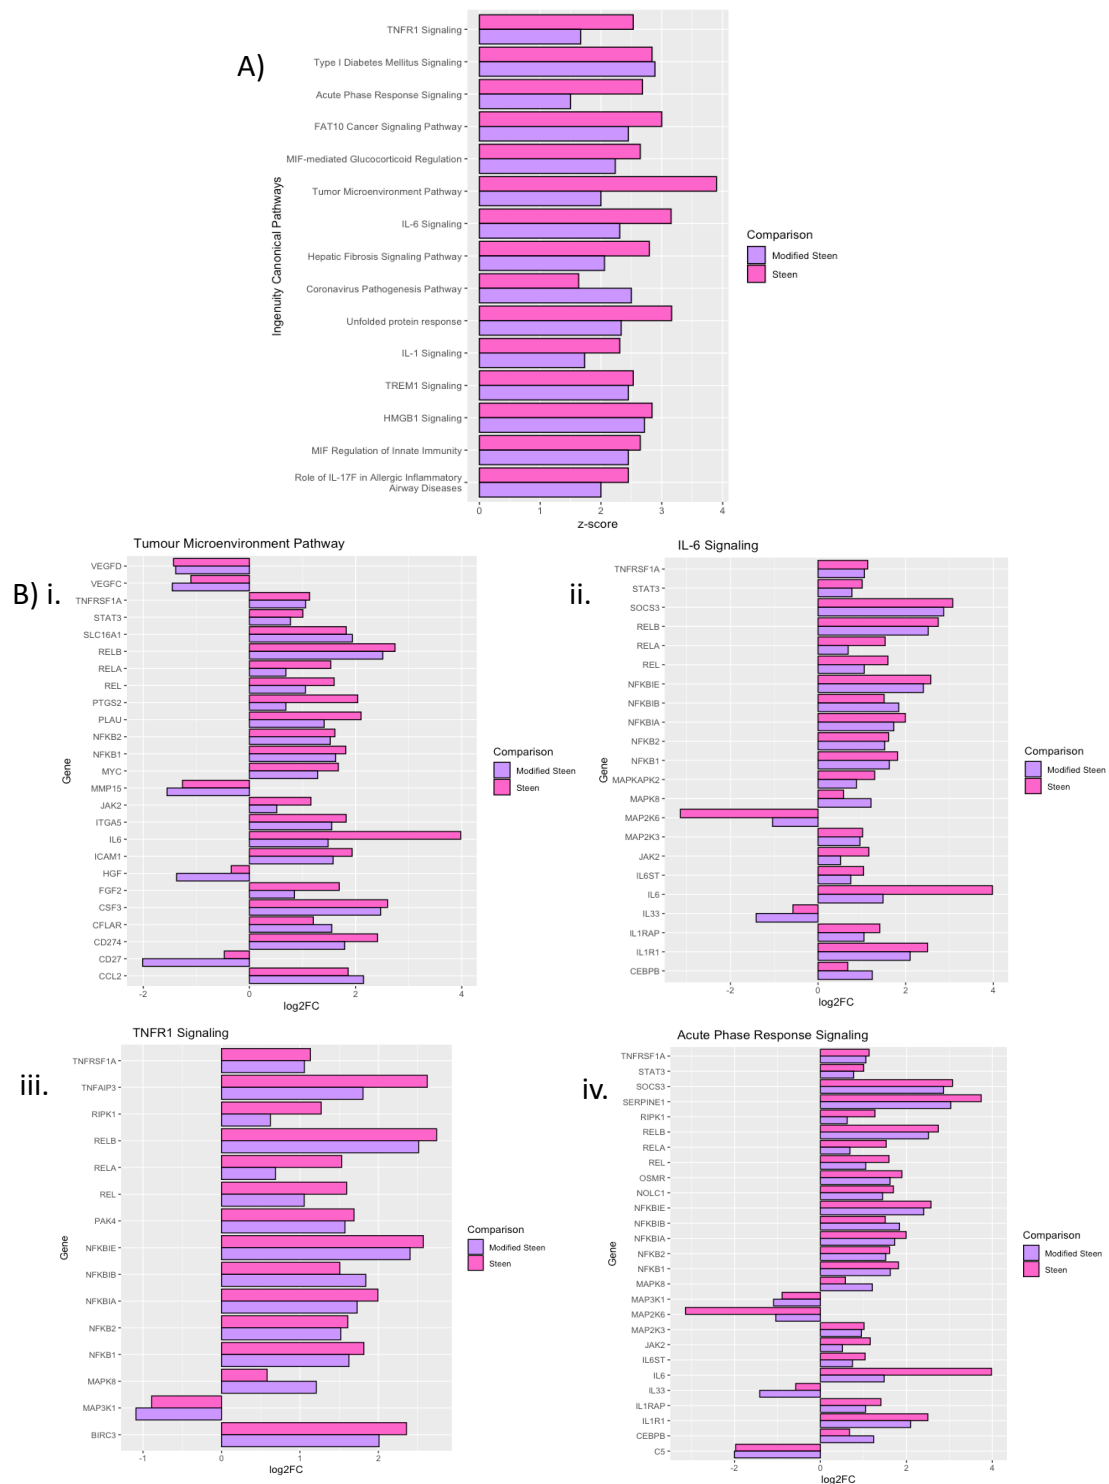 A)
TNFR1 Signaling
Type I Diabetes Mellitus Signaling
Acute Phase Response Signaling
FAT10 Cancer Signaling Pathway
MIF-mediated Glucocorticoid Regulation
Tumor Microenvironment Pathway
IL-6 Signaling
Hepatic Fibrosis Signaling Pathway
Coronavirus Pathogenesis Pathway
Unfolded protein response
IL-1 Signaling
TREM1 Signaling
HMGB1 Signaling
MIF Regulation of Innate Immunity
Role of IL-17F in Allergic Inflammatory
Airway Diseases
Ingenuity Canonical Pathways
0 1 2 3 4
z-score
Comparison
Modified Steen
Steen
B) i.
Tumour Microenvironment Pathway
VEGFD
VEGFC
TNFRSF1A
STAT3
SLC16A1
RELB
RELA
REL
PTGS2
PLAU
NFKB2
NFKB1
MYC
MMP15
JAK2
ITGA5
IL6
ICAM1
HGF
FGF2
CSF3
CFLAR
CD274
CD27
CCL2
Gene
-2 0 2 4
log2FC
Comparison
Modified Steen
Steen
ii.
IL-6 Signaling
TNFRSF1A
STAT3
SOCS3
RELB
RELA
REL
NFKBIE
NFKBIB
NFKBIA
NFKB2
NFKB1
MAPKAPK2
MAPK8
MAP2K6
MAP2K3
JAK2
IL6ST
IL6
IL33
IL1RAP
IL1R1
CEBPB
Gene
-2 0 2 4
log2FC
Comparison
Modified Steen
Steen
iii.
TNFR1 Signaling
TNFRSF1A
TNFAIP3
RIPK1
RELB
RELA
REL
PAK4
NFKBIE
NFKBIB
NFKBIA
NFKB2
NFKB1
MAPK8
MAP3K1
BIRC3
Gene
-1 0 1 2
log2FC
Comparison
Modified Steen
Steen
iv.
Acute Phase Response Signaling
TNFRSF1A
STAT3
SOCS3
SERPINE1
RIPK1
RELB
RELA
REL
OSMR
NOLC1
NFKBIE
NFKBIB
NFKBIA
NFKB2
NFKB1
MAPK8
MAP3K1
MAP2K6
MAP2K3
JAK2
IL6ST
IL6
IL33
IL1RAP
IL1R1
CEBPB
C5
Gene
-2 0 2 4
log2FC
Comparison
Modified Steen
Steen